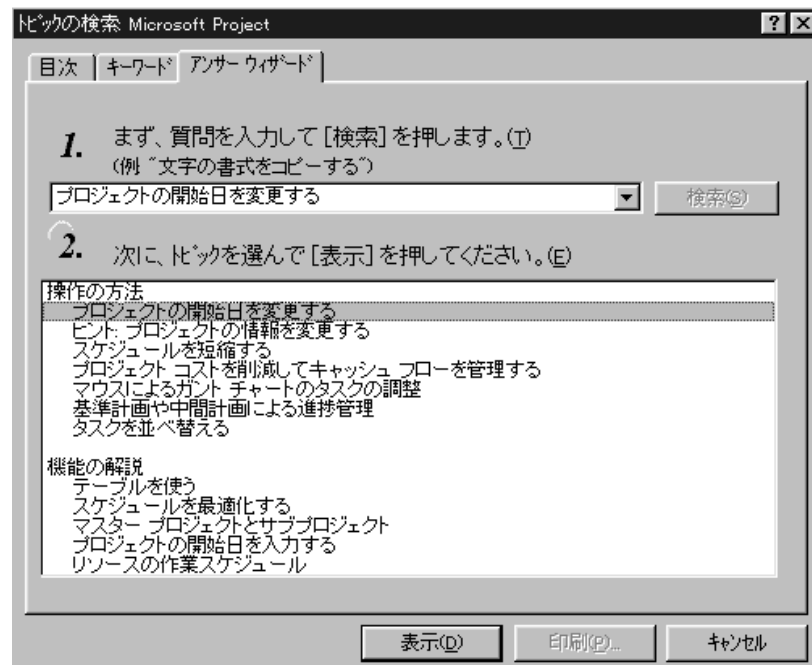 ﾄﾋﾟｯｸの検索: Microsoft Project
目次 ｷｰﾜｰﾄﾞ ｱﾝｻｰ ｳｨｻﾞｰﾄﾞ
1. まず、質問を入力して [検索] を押します。(T)
(例: "文字の書式をｺﾋﾟｰする")
プロジェクトの開始日を変更する 検索(S)
2. 次に、ﾄﾋﾟｯｸを選んで [表示] を押してください。(E)
操作の方法
プロジェクトの開始日を変更する
ヒント: プロジェクトの情報を変更する
スケジュールを短縮する
プロジェクト コストを削減してキャッシュ フローを管理する
マウスによるガント チャートのタスクの調整
基準計画や中間計画による進捗管理
タスクを並べ替える
機能の解説
テーブルを使う
スケジュールを最適化する
マスター プロジェクトとサブプロジェクト
プロジェクトの開始日を入力する
リソースの作業スケジュール
表示(D) 印刷(P)... ｷｬﾝｾﾙ